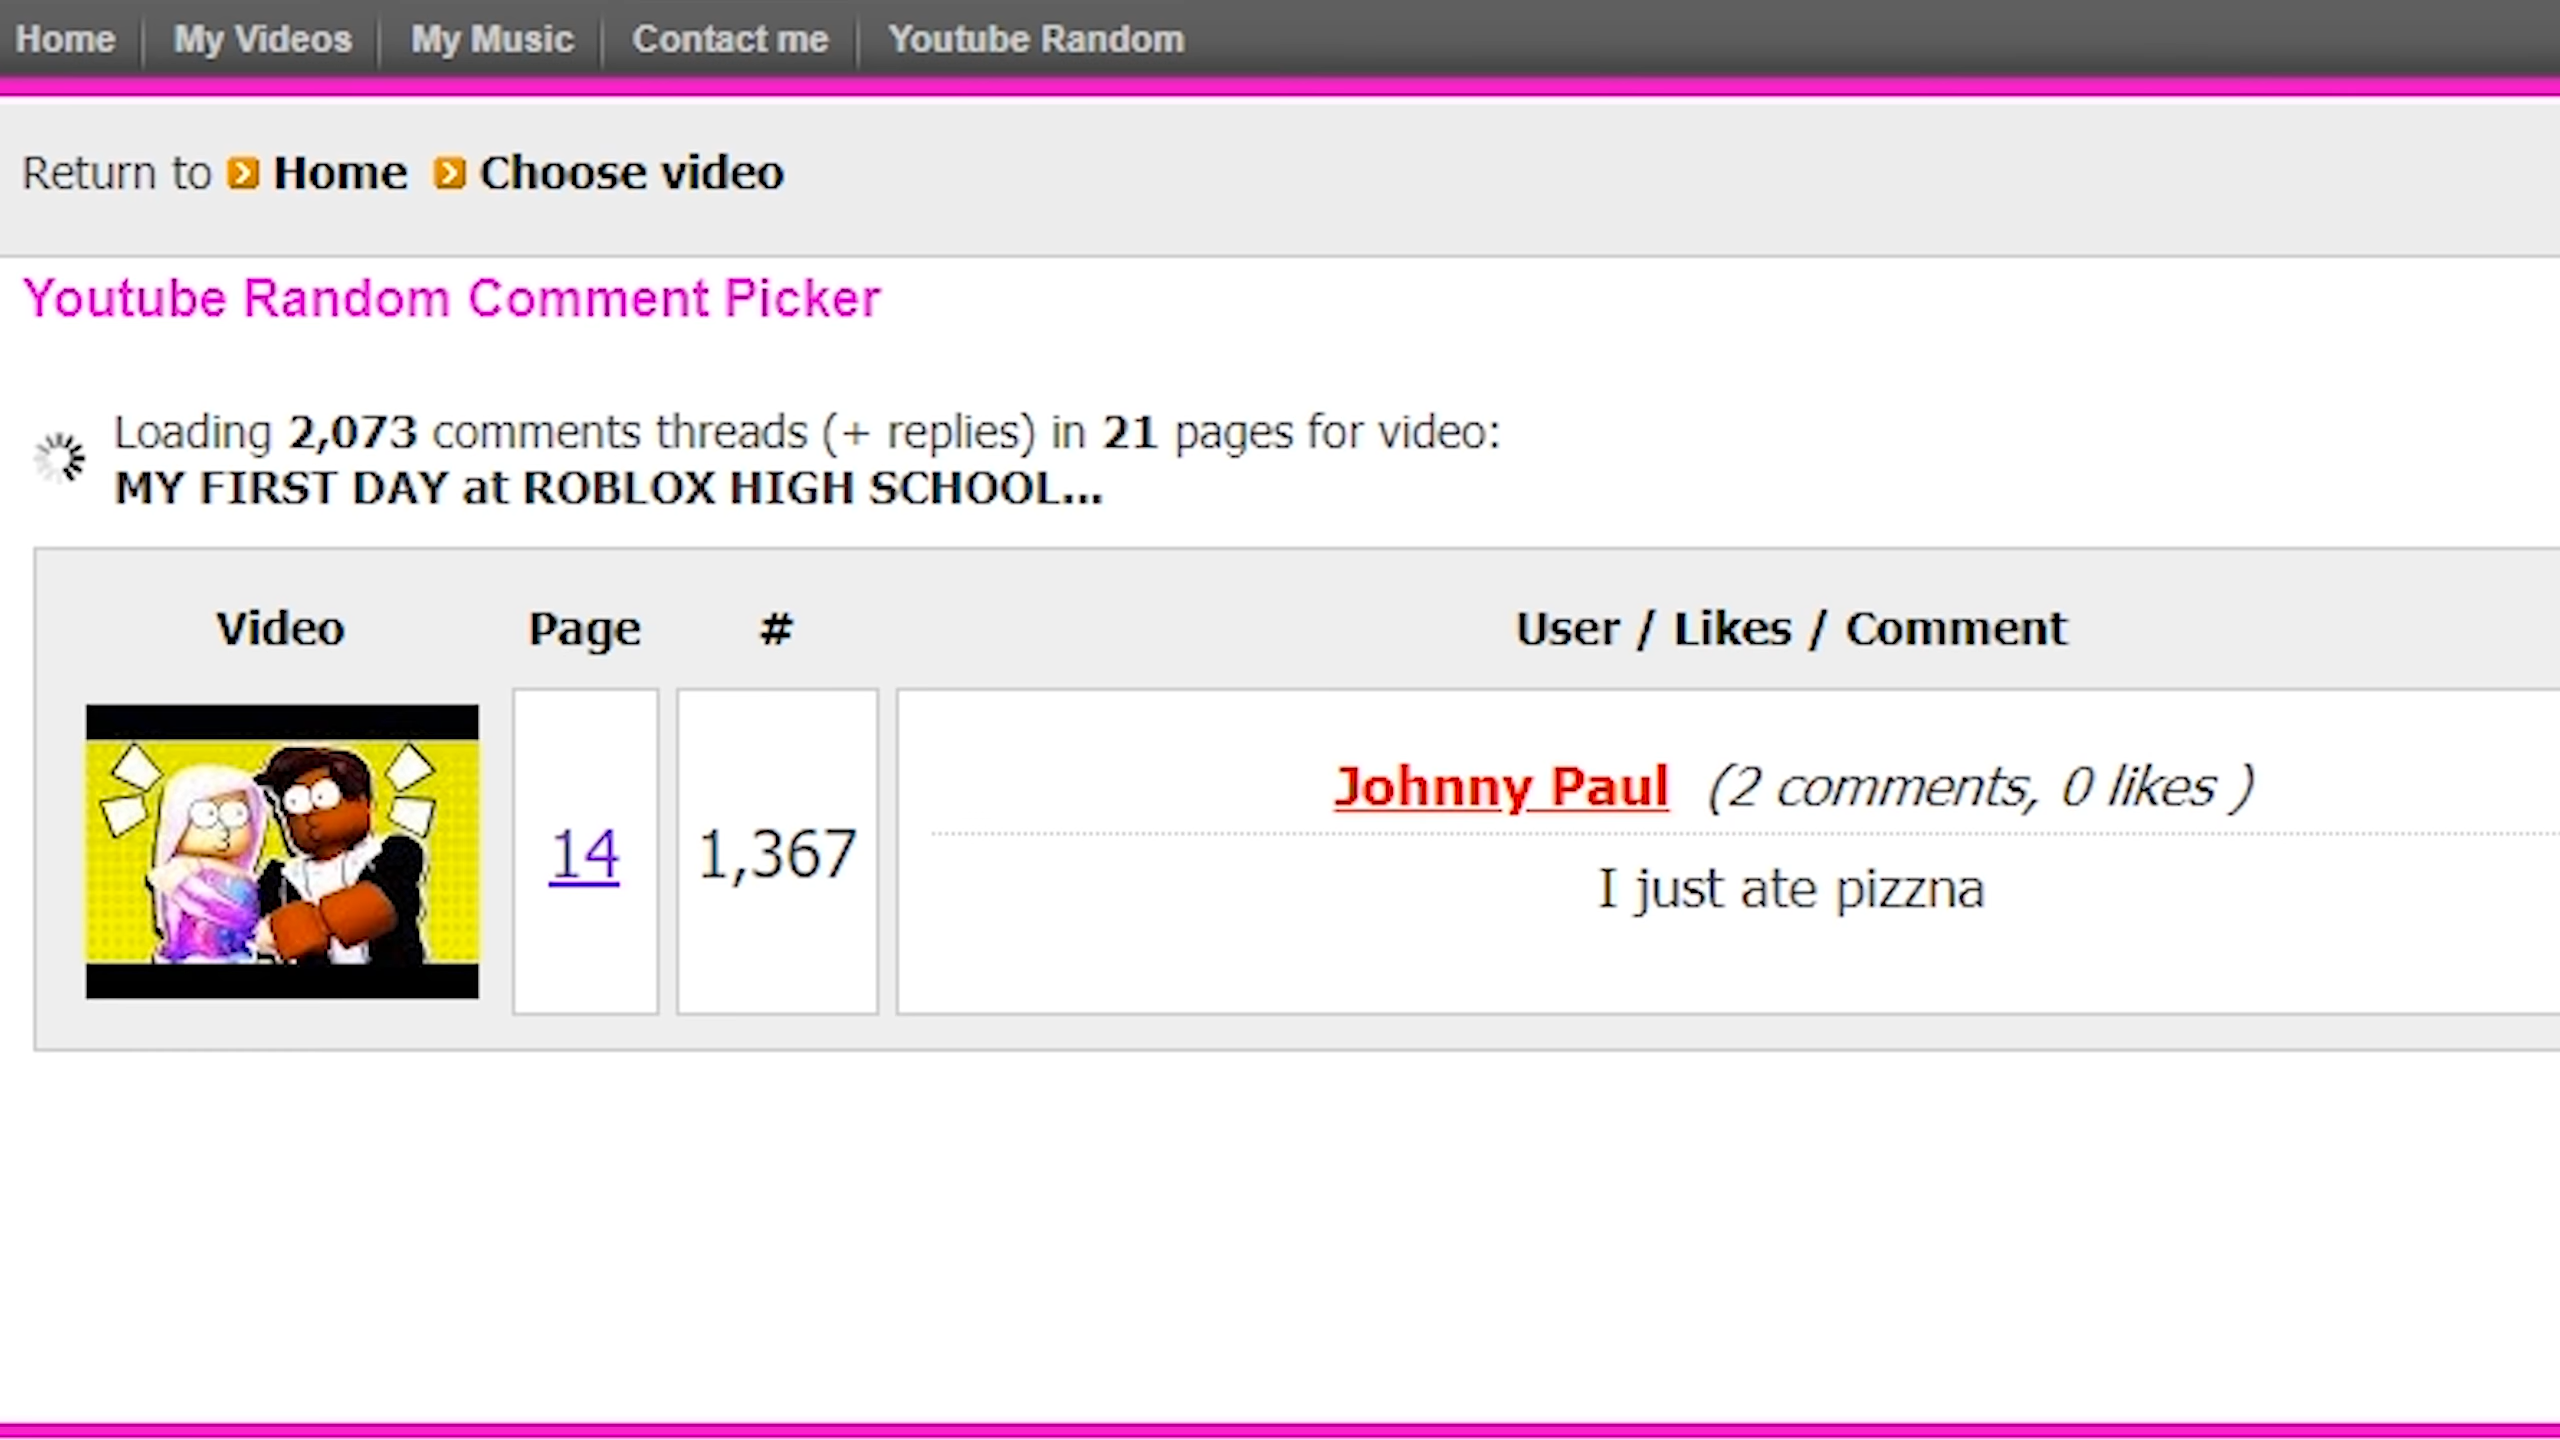 Home My Videos My Music Contact me Youtube Random
Return to Home Choose video
Youtube Random Comment Picker
Loading 2,073 comments threads (+ replies) in 21 pages for video:
MY FIRST DAY at ROBLOX HIGH SCHOOL...
Video Page # User / Likes / Comment
14 1,367 Johnny Paul (2 comments, 0 likes )
I just ate pizzna